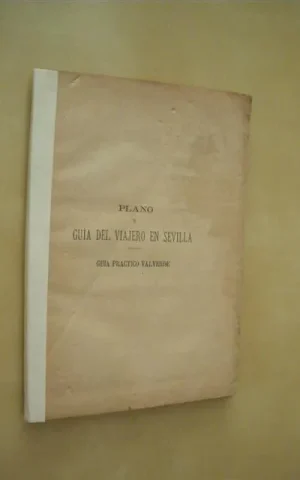 PLANO
Y
GUIA DEL VIAJERO EN SEVILLA
GUIA PRACTICO VALVERDE